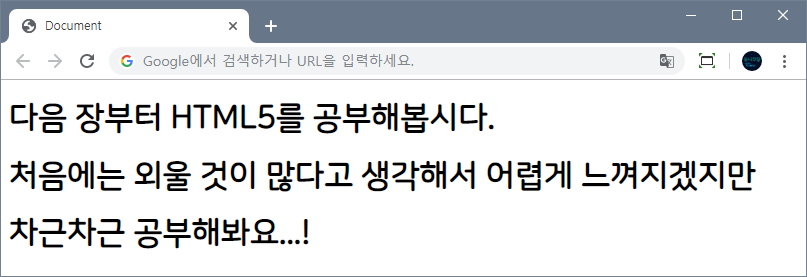 Document
Google에서 검색하거나 URL을 입력하세요.
다음 장부터 HTML5를 공부해봅시다.
처음에는 외울 것이 많다고 생각해서 어렵게 느껴지겠지만
차근차근 공부해봐요...!